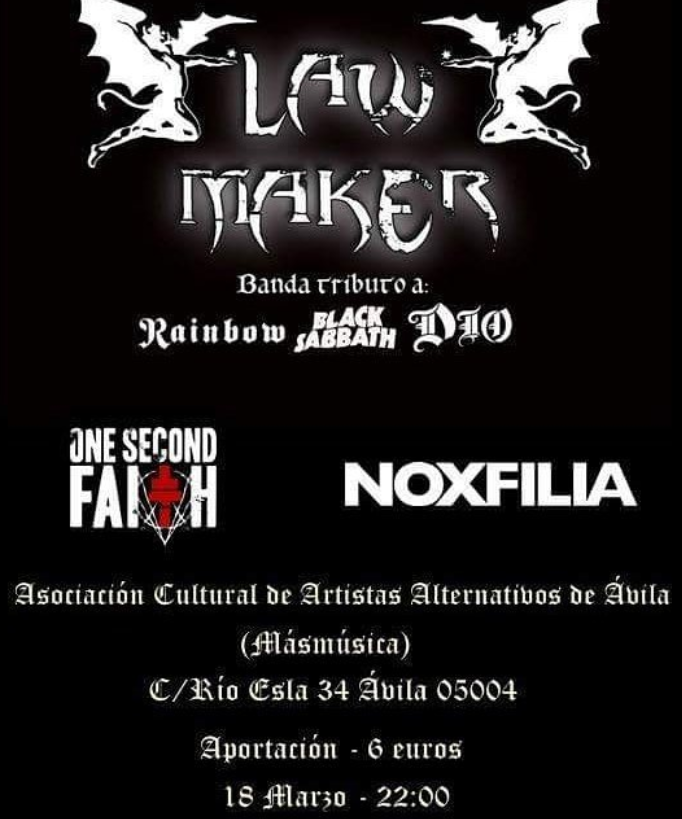 LAW
MAKER
Banda tributo a:
Rainbow BLACK SABBATH DIO
ONE SECOND
FAITH
NOXFILIA
Asociación Cultural de Artistas Alternativos de Ávila
(Másmúsica)
C/Río Esla 34 Ávila 05004
Aportación - 6 euros
18 Marzo - 22:00